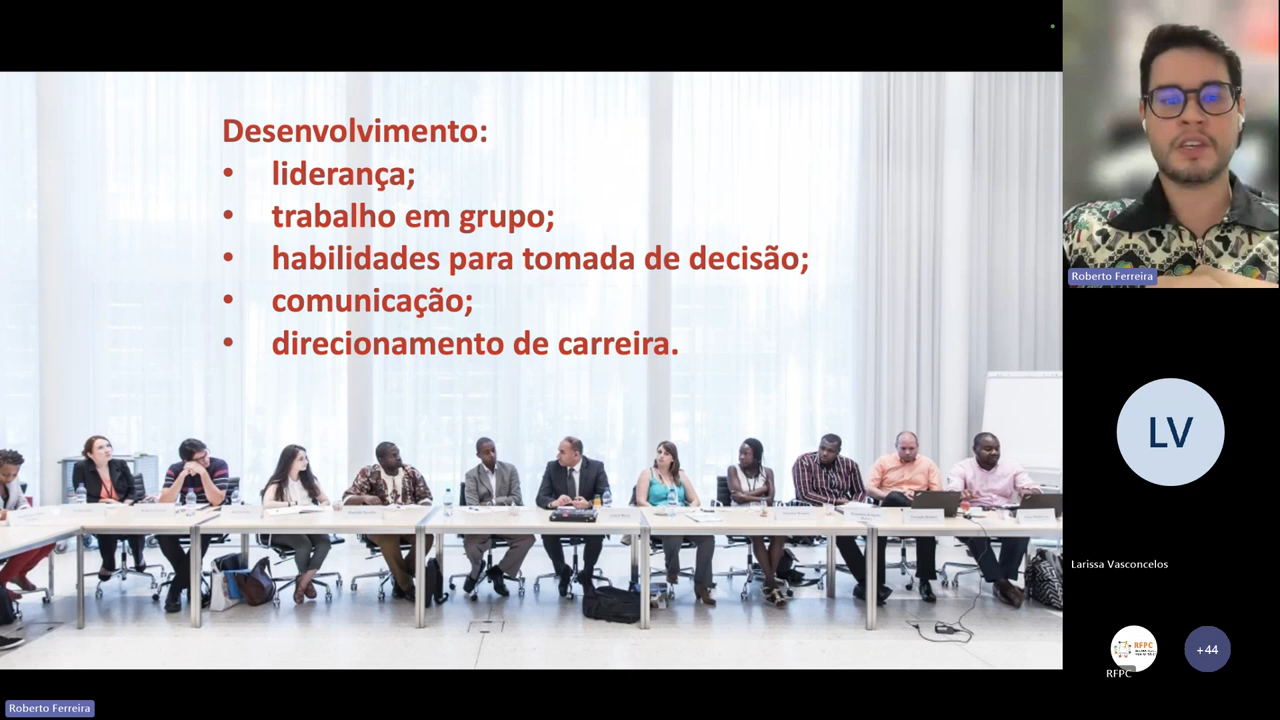 Desenvolvimento:
• liderança;
• trabalho em grupo;
• habilidades para tomada de decisão;
• comunicação;
• direcionamento de carreira.
Roberto Ferreira
LV
Larissa Vasconcelos
RFPC
RFPC
+44
Roberto Ferreira